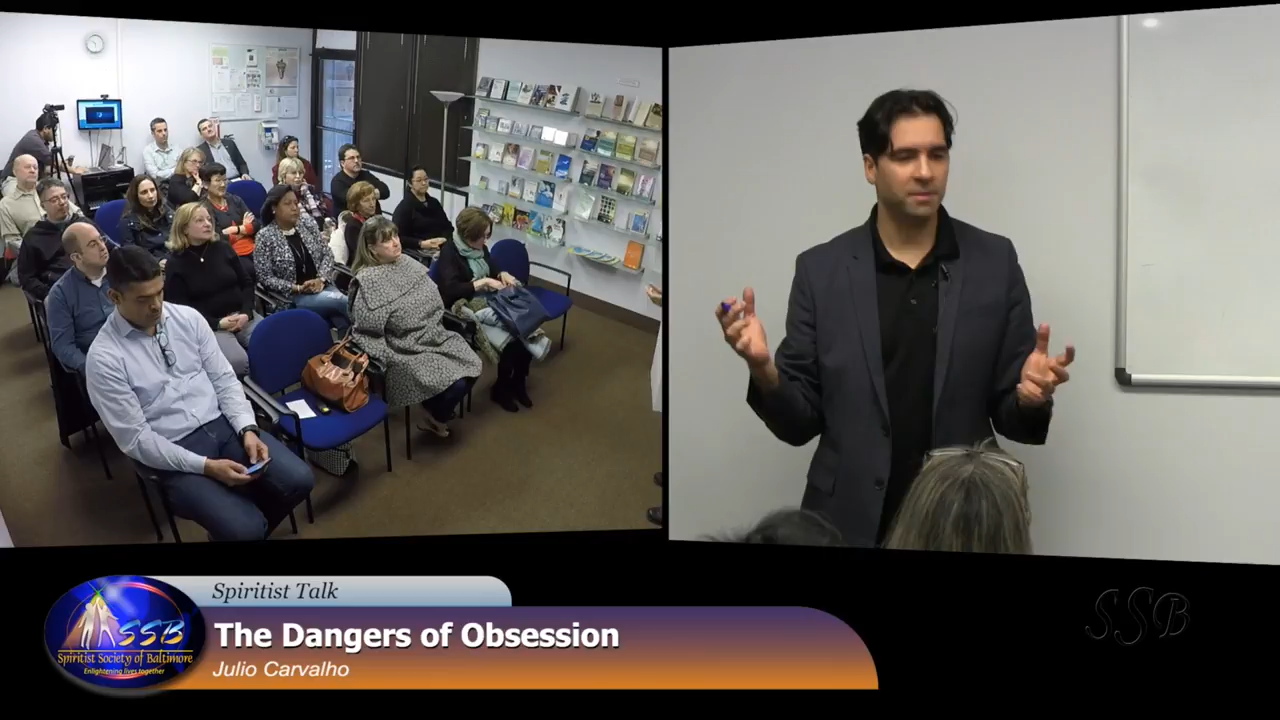 Spiritist Talk
The Dangers of Obsession
Julio Carvalho
SSB
Spiritist Society of Baltimore
Enlightening lives together
SSB